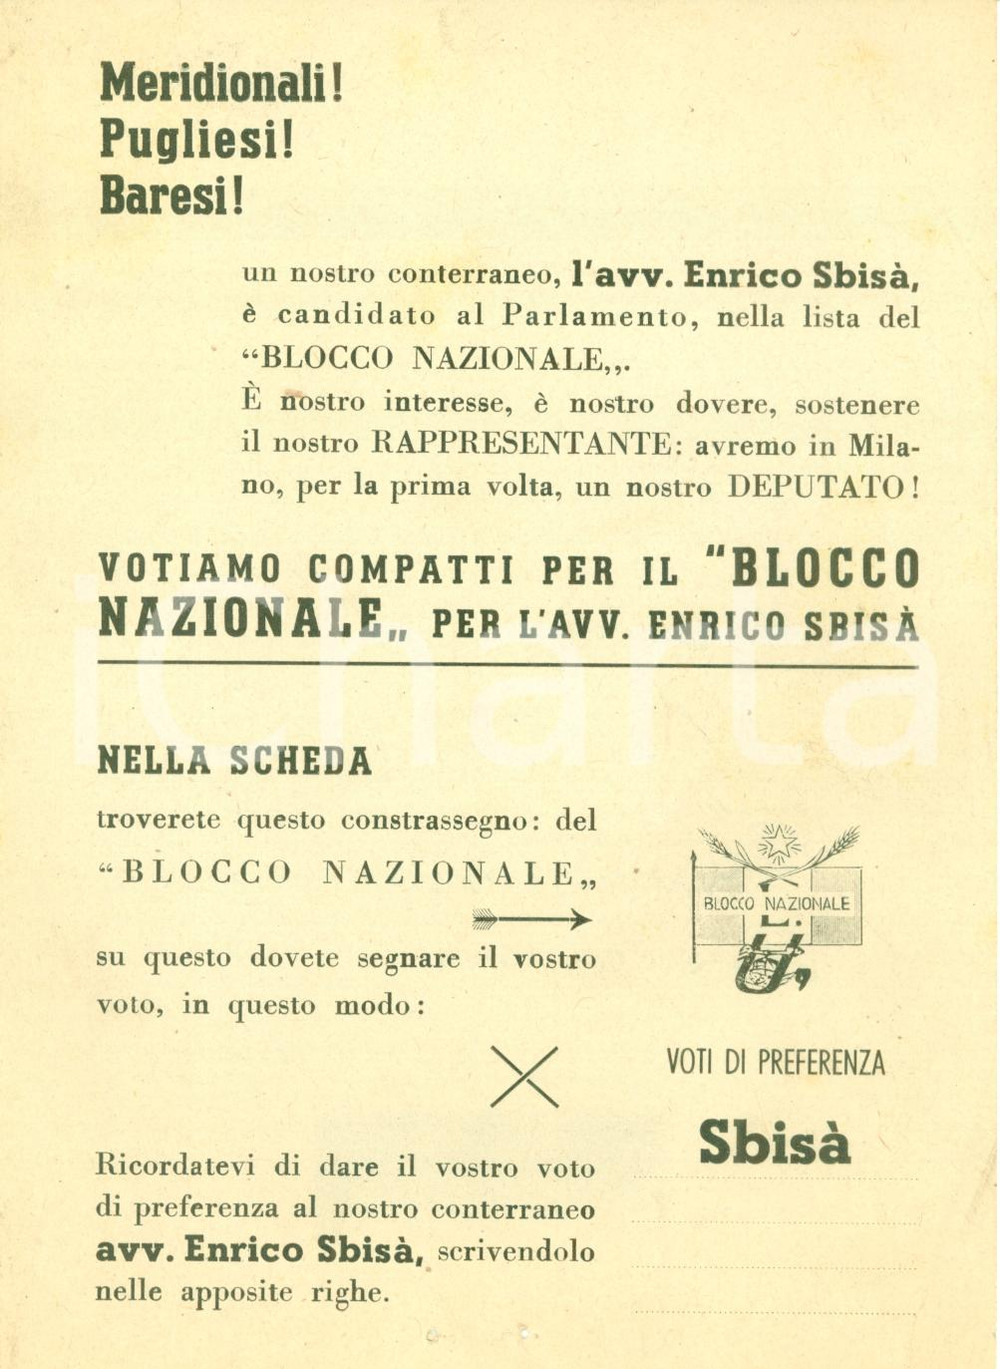 Meridionali!
Pugliesi!
Baresi!
un nostro conterraneo, l'avv. Enrico Sbisà,
è candidato al Parlamento, nella lista del
“BLOCCO NAZIONALE„.
È nostro interesse, è nostro dovere, sostenere
il nostro RAPPRESENTANTE: avremo in Mila-
no, per la prima volta, un nostro DEPUTATO!
VOTIAMO COMPATTI PER IL "BLOCCO
NAZIONALE„ PER L'AVV. ENRICO SBISÀ
icharta
NELLA SCHEDA
troverete questo constrassegno: del
“BLOCCO NAZIONALE„
su questo dovete segnare il vostro
voto, in questo modo:
BLOCCO NAZIONALE
VOTI DI PREFERENZA
Sbisà
Ricordatevi di dare il vostro voto
di preferenza al nostro conterraneo
avv. Enrico Sbisà, scrivendolo
nelle apposite righe.